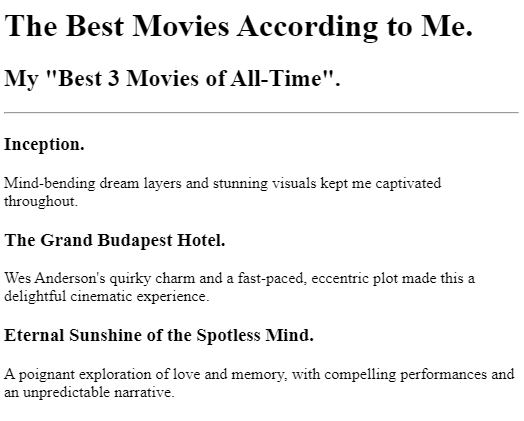 The Best Movies According to Me.
My "Best 3 Movies of All-Time".
Inception.
Mind-bending dream layers and stunning visuals kept me captivated
throughout.
The Grand Budapest Hotel.
Wes Anderson's quirky charm and a fast-paced, eccentric plot made this a
delightful cinematic experience.
Eternal Sunshine of the Spotless Mind.
A poignant exploration of love and memory, with compelling performances and
an unpredictable narrative.